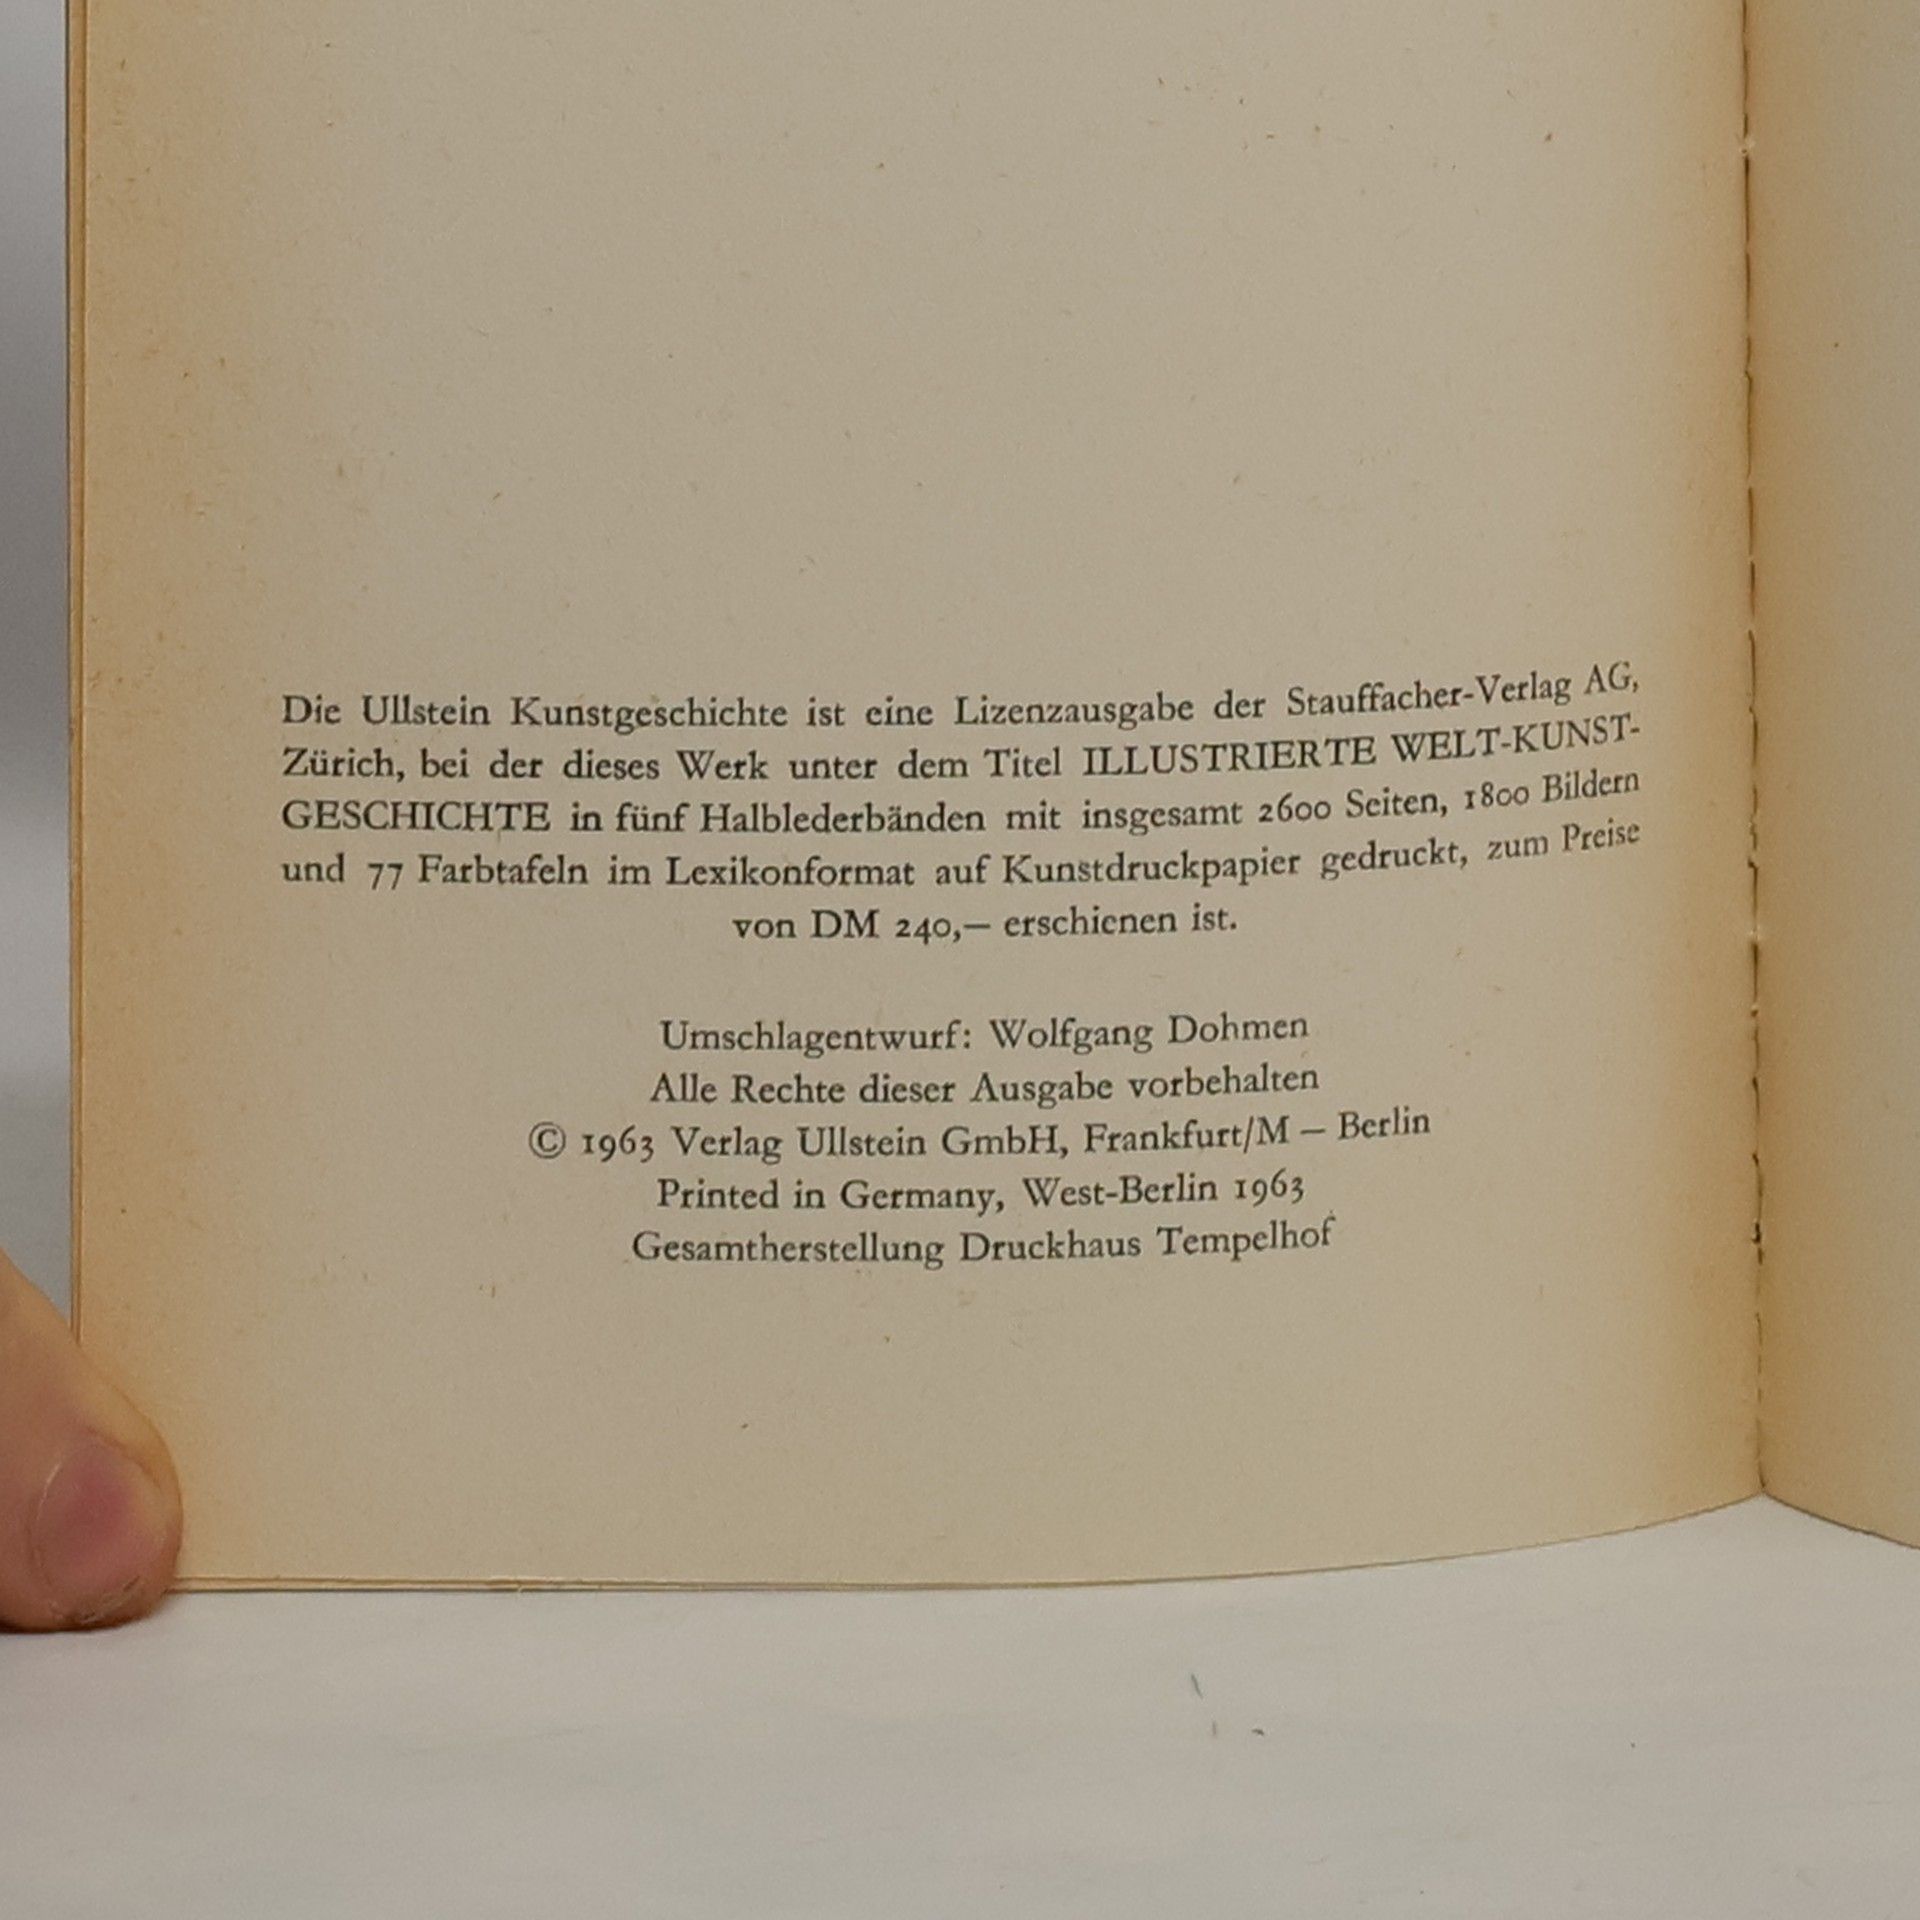 Die Ullstein Kunstgeschichte ist eine Lizenzausgabe der Stauffacher-Verlag AG,
Zürich, bei der dieses Werk unter dem Titel ILLUSTRIERTE WELT-KUNST-
GESCHICHTE in fünf Halblederbänden mit insgesamt 2600 Seiten, 1800 Bildern
und 77 Farbtafeln im Lexikonformat auf Kunstdruckpapier gedruckt, zum Preise
von DM 240,— erschienen ist.
Umschlagentwurf: Wolfgang Dohmen
Alle Rechte dieser Ausgabe vorbehalten
© 1963 Verlag Ullstein GmbH, Frankfurt/M – Berlin
Printed in Germany, West-Berlin 1963
Gesamtherstellung Druckhaus Tempelhof